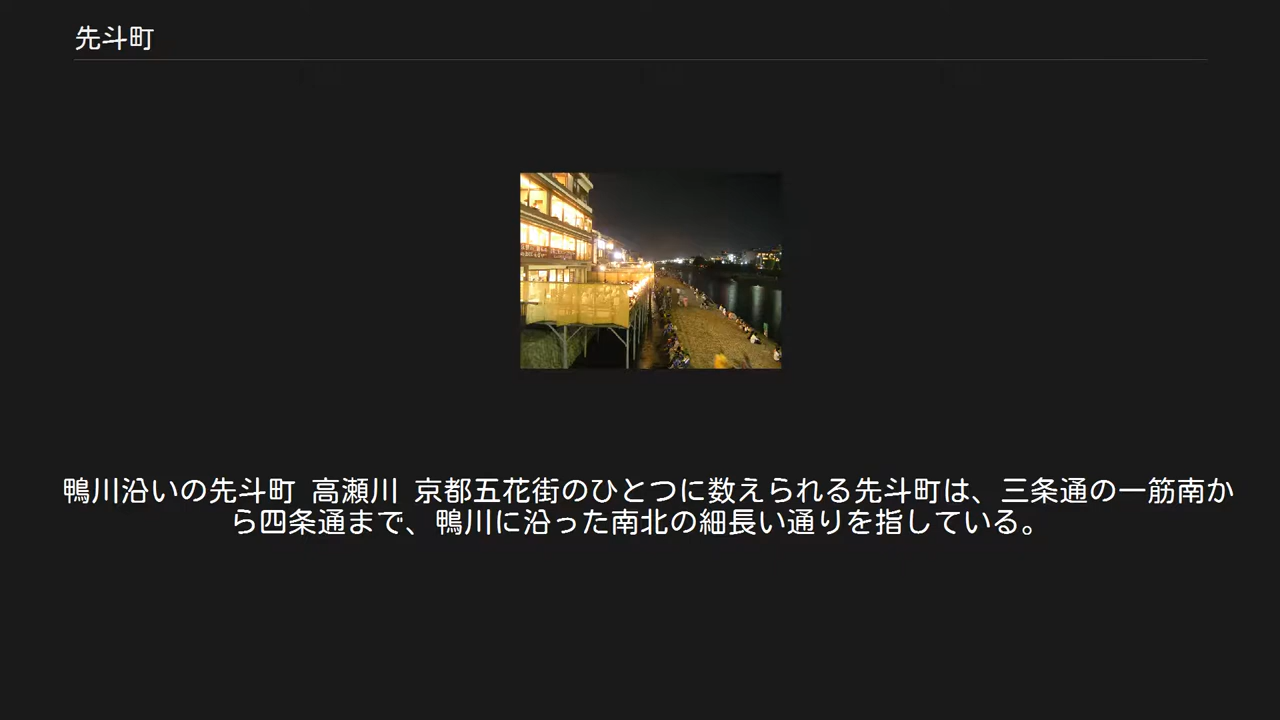 先斗町
鴨川沿いの先斗町 高瀬川 京都五花街のひとつに数えられる先斗町は、三条通の一筋南か
ら四条通まで、鴨川に沿った南北の細長い通りを指している。